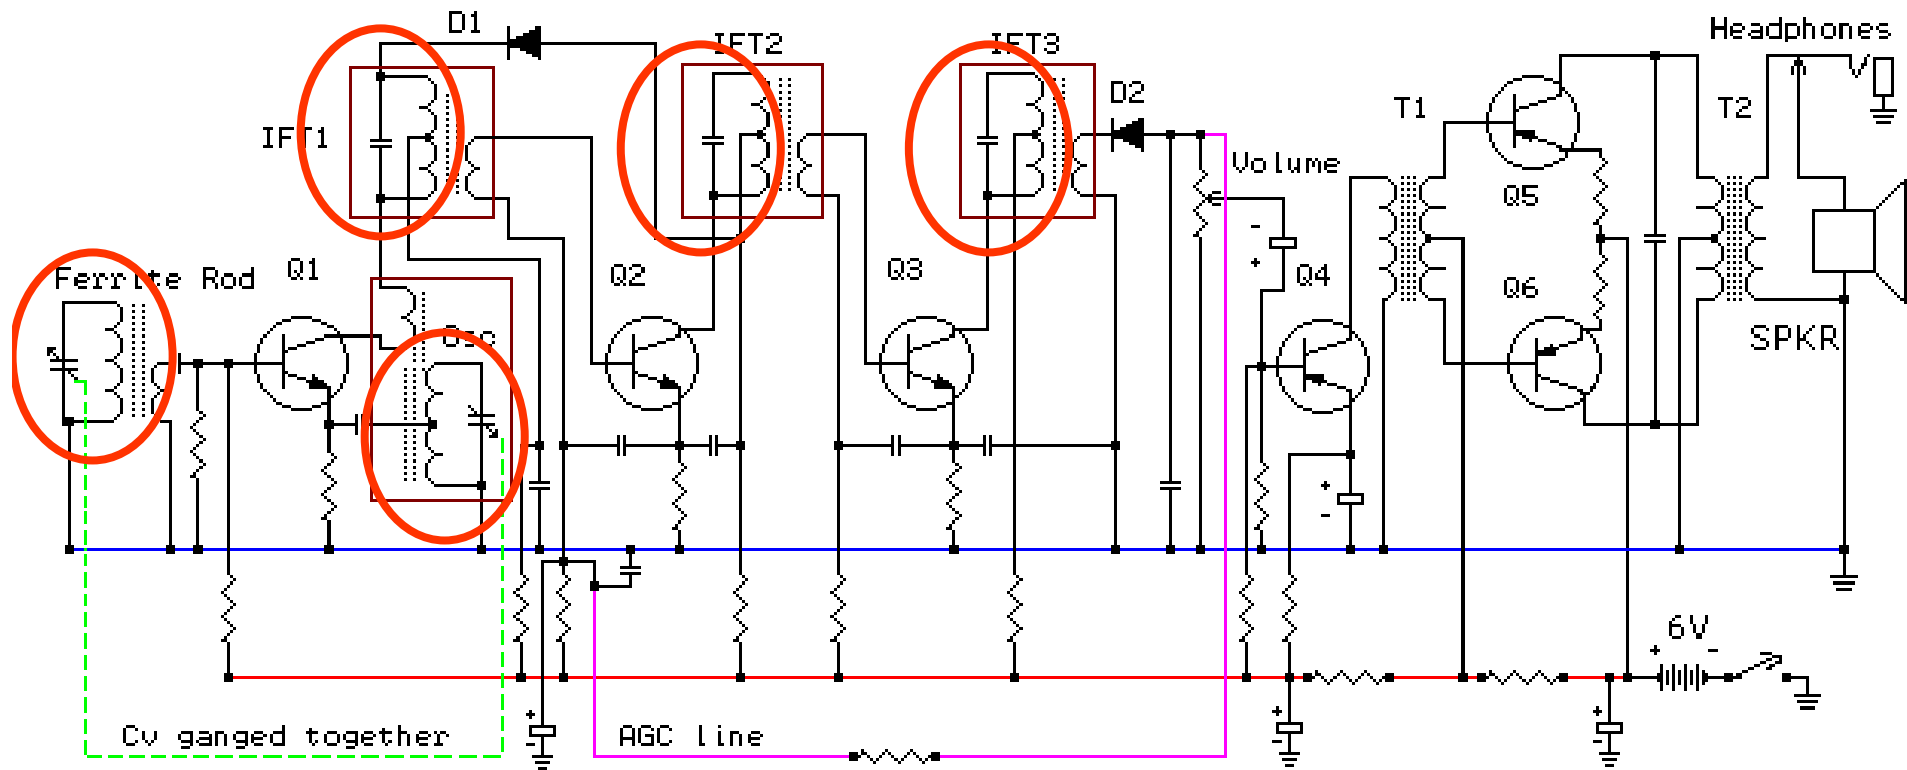 D1
IFT2
IFT3
Headphones
D2
T1
T2
IFT1
Volume
Q5
-
+
Ferrite Rod
Q1
Q2
Q3
Q4
Q6
OSC
SPKR
+
-
6V
+ -
+
-
+
-
+
-
Cv ganged together
AGC line